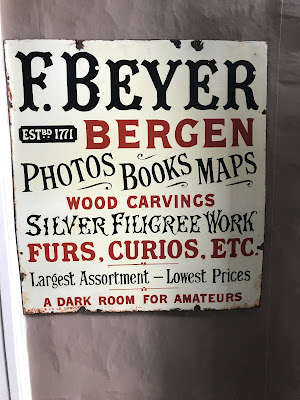 F. BEYER
ESTBD 1771 BERGEN
PHOTOS BOOKS MAPS
WOOD CARVINGS
SILVER FILIGREE WORK
FURS, CURIOS, ETC.
Largest Assortment – Lowest Prices
A DARK ROOM FOR AMATEURS